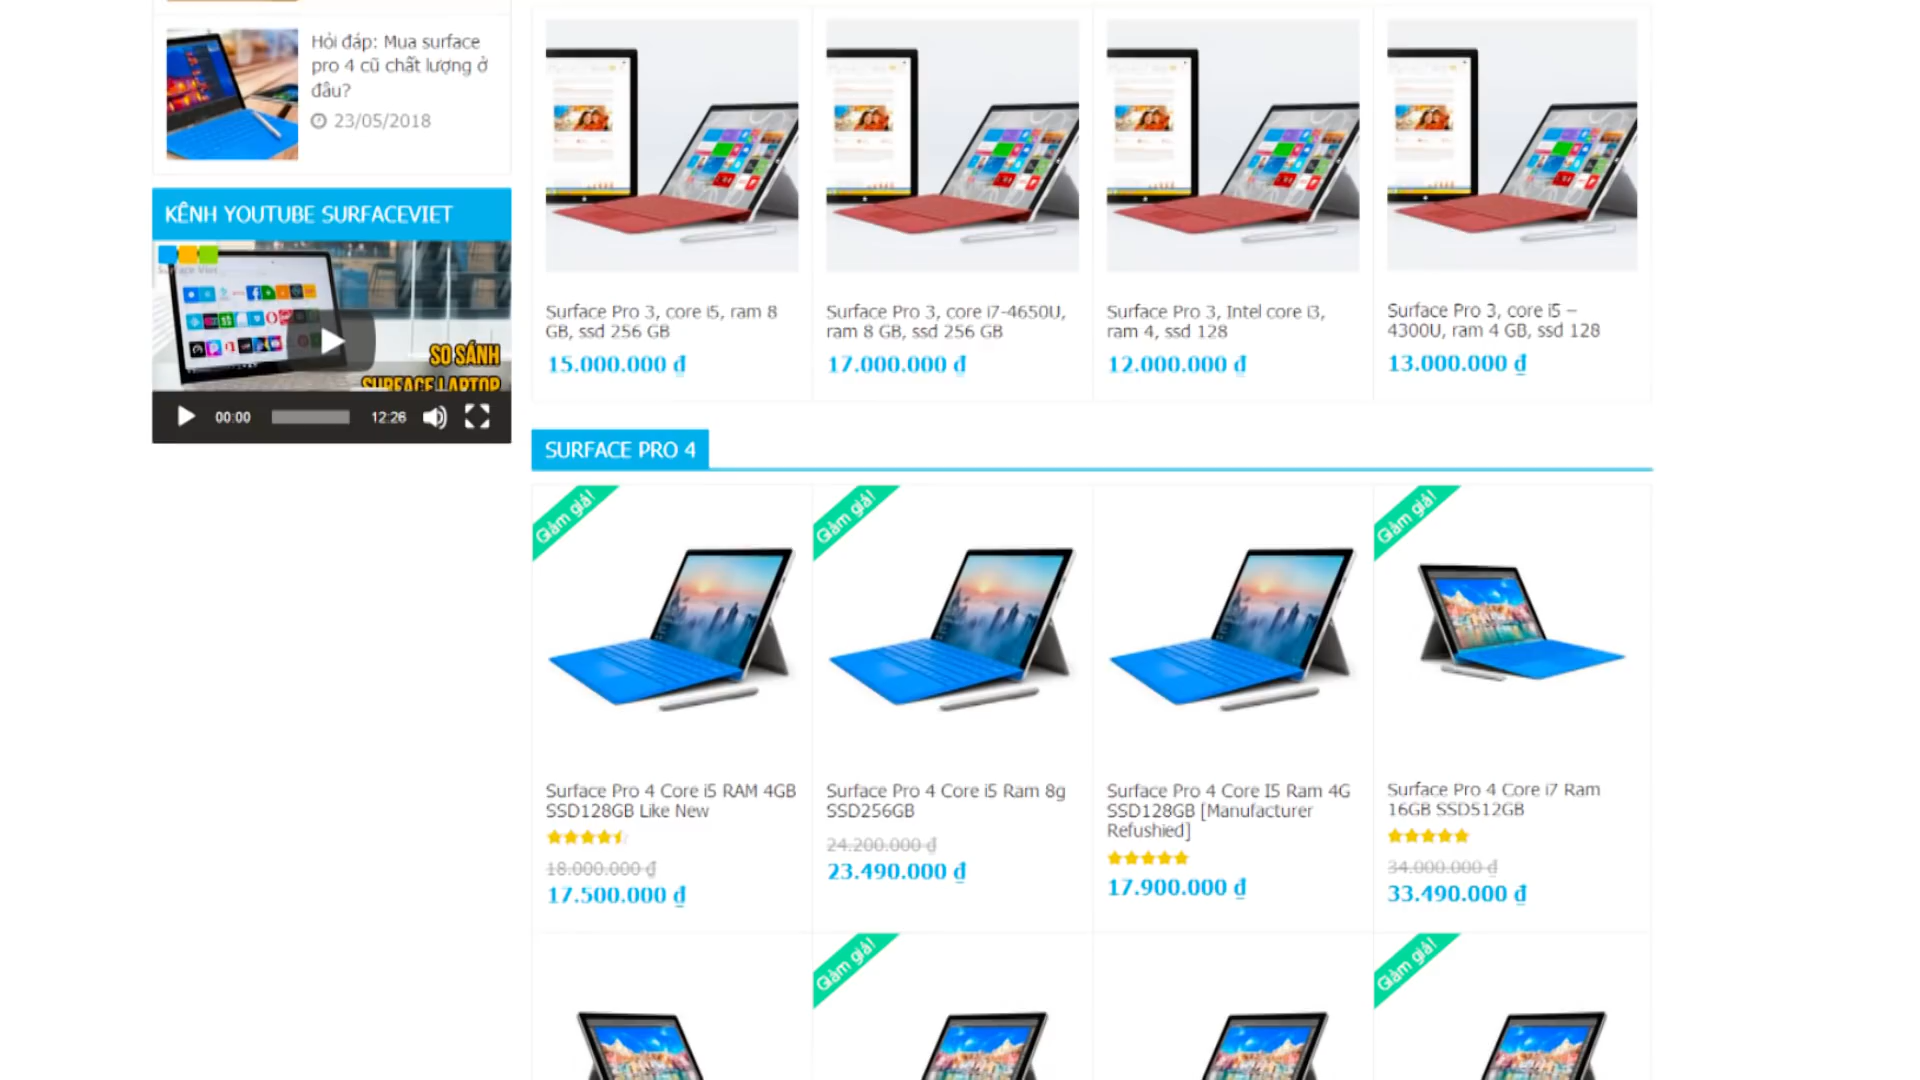 Hỏi đáp: Mua surface
pro 4 cũ chất lượng ở
đâu?
23/05/2018
KÊNH YOUTUBE SURFACEVIET
Surface Viet
SO SÁNH
SURFACE LAPTOP
00:00
12:26
Surface Pro 3, core i5, ram 8
GB, ssd 256 GB
15.000.000 ₫
Surface Pro 3, core i7-4650U,
ram 8 GB, ssd 256 GB
17.000.000 ₫
Surface Pro 3, Intel core i3,
ram 4, ssd 128
12.000.000 ₫
Surface Pro 3, core i5 –
4300U, ram 4 GB, ssd 128
13.000.000 ₫
SURFACE PRO 4
Giảm giá!
Surface Pro 4 Core i5 RAM 4GB
SSD128GB Like New
18.000.000 ₫
17.500.000 ₫
Giảm giá!
Surface Pro 4 Core i5 Ram 8g
SSD256GB
24.200.000 ₫
23.490.000 ₫
Surface Pro 4 Core I5 Ram 4G
SSD128GB [Manufacturer
Refushied]
17.900.000 ₫
Giảm giá!
Surface Pro 4 Core i7 Ram
16GB SSD512GB
34.000.000 ₫
33.490.000 ₫
Giảm giá!
Giảm giá!